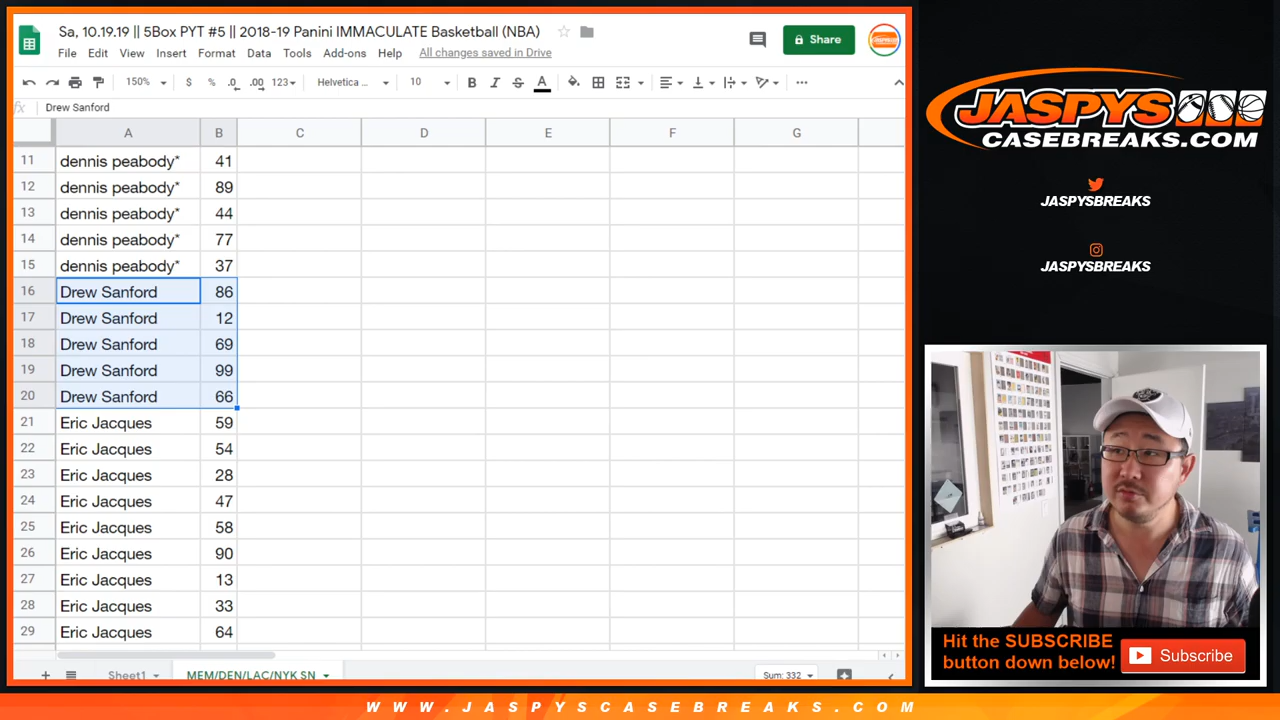 Sa, 10.19.19 || 5Box PYT #5 || 2018-19 Panini IMMACULATE Basketball (NBA)
File Edit View Insert Format Data Tools Add-ons Help All changes saved in Drive
Share
150% $ % .0 .00 123 Helvetica ... 10 B I S A
fx Drew Sanford
A B C D E F G
11 dennis peabody* 41
12 dennis peabody* 89
13 dennis peabody* 44
14 dennis peabody* 77
15 dennis peabody* 37
16 Drew Sanford 86
17 Drew Sanford 12
18 Drew Sanford 69
19 Drew Sanford 99
20 Drew Sanford 66
21 Eric Jacques 59
22 Eric Jacques 54
23 Eric Jacques 28
24 Eric Jacques 47
25 Eric Jacques 58
26 Eric Jacques 90
27 Eric Jacques 13
28 Eric Jacques 33
29 Eric Jacques 64
Sheet1 MEM/DEN/LAC/NYK SN Sum: 332
JASPYS
CASEBREAKS.COM
JASPYSBREAKS
JASPYSBREAKS
Hit the SUBSCRIBE
button down below!
Subscribe
WWW.JASPYSCASEBREAKS.COM